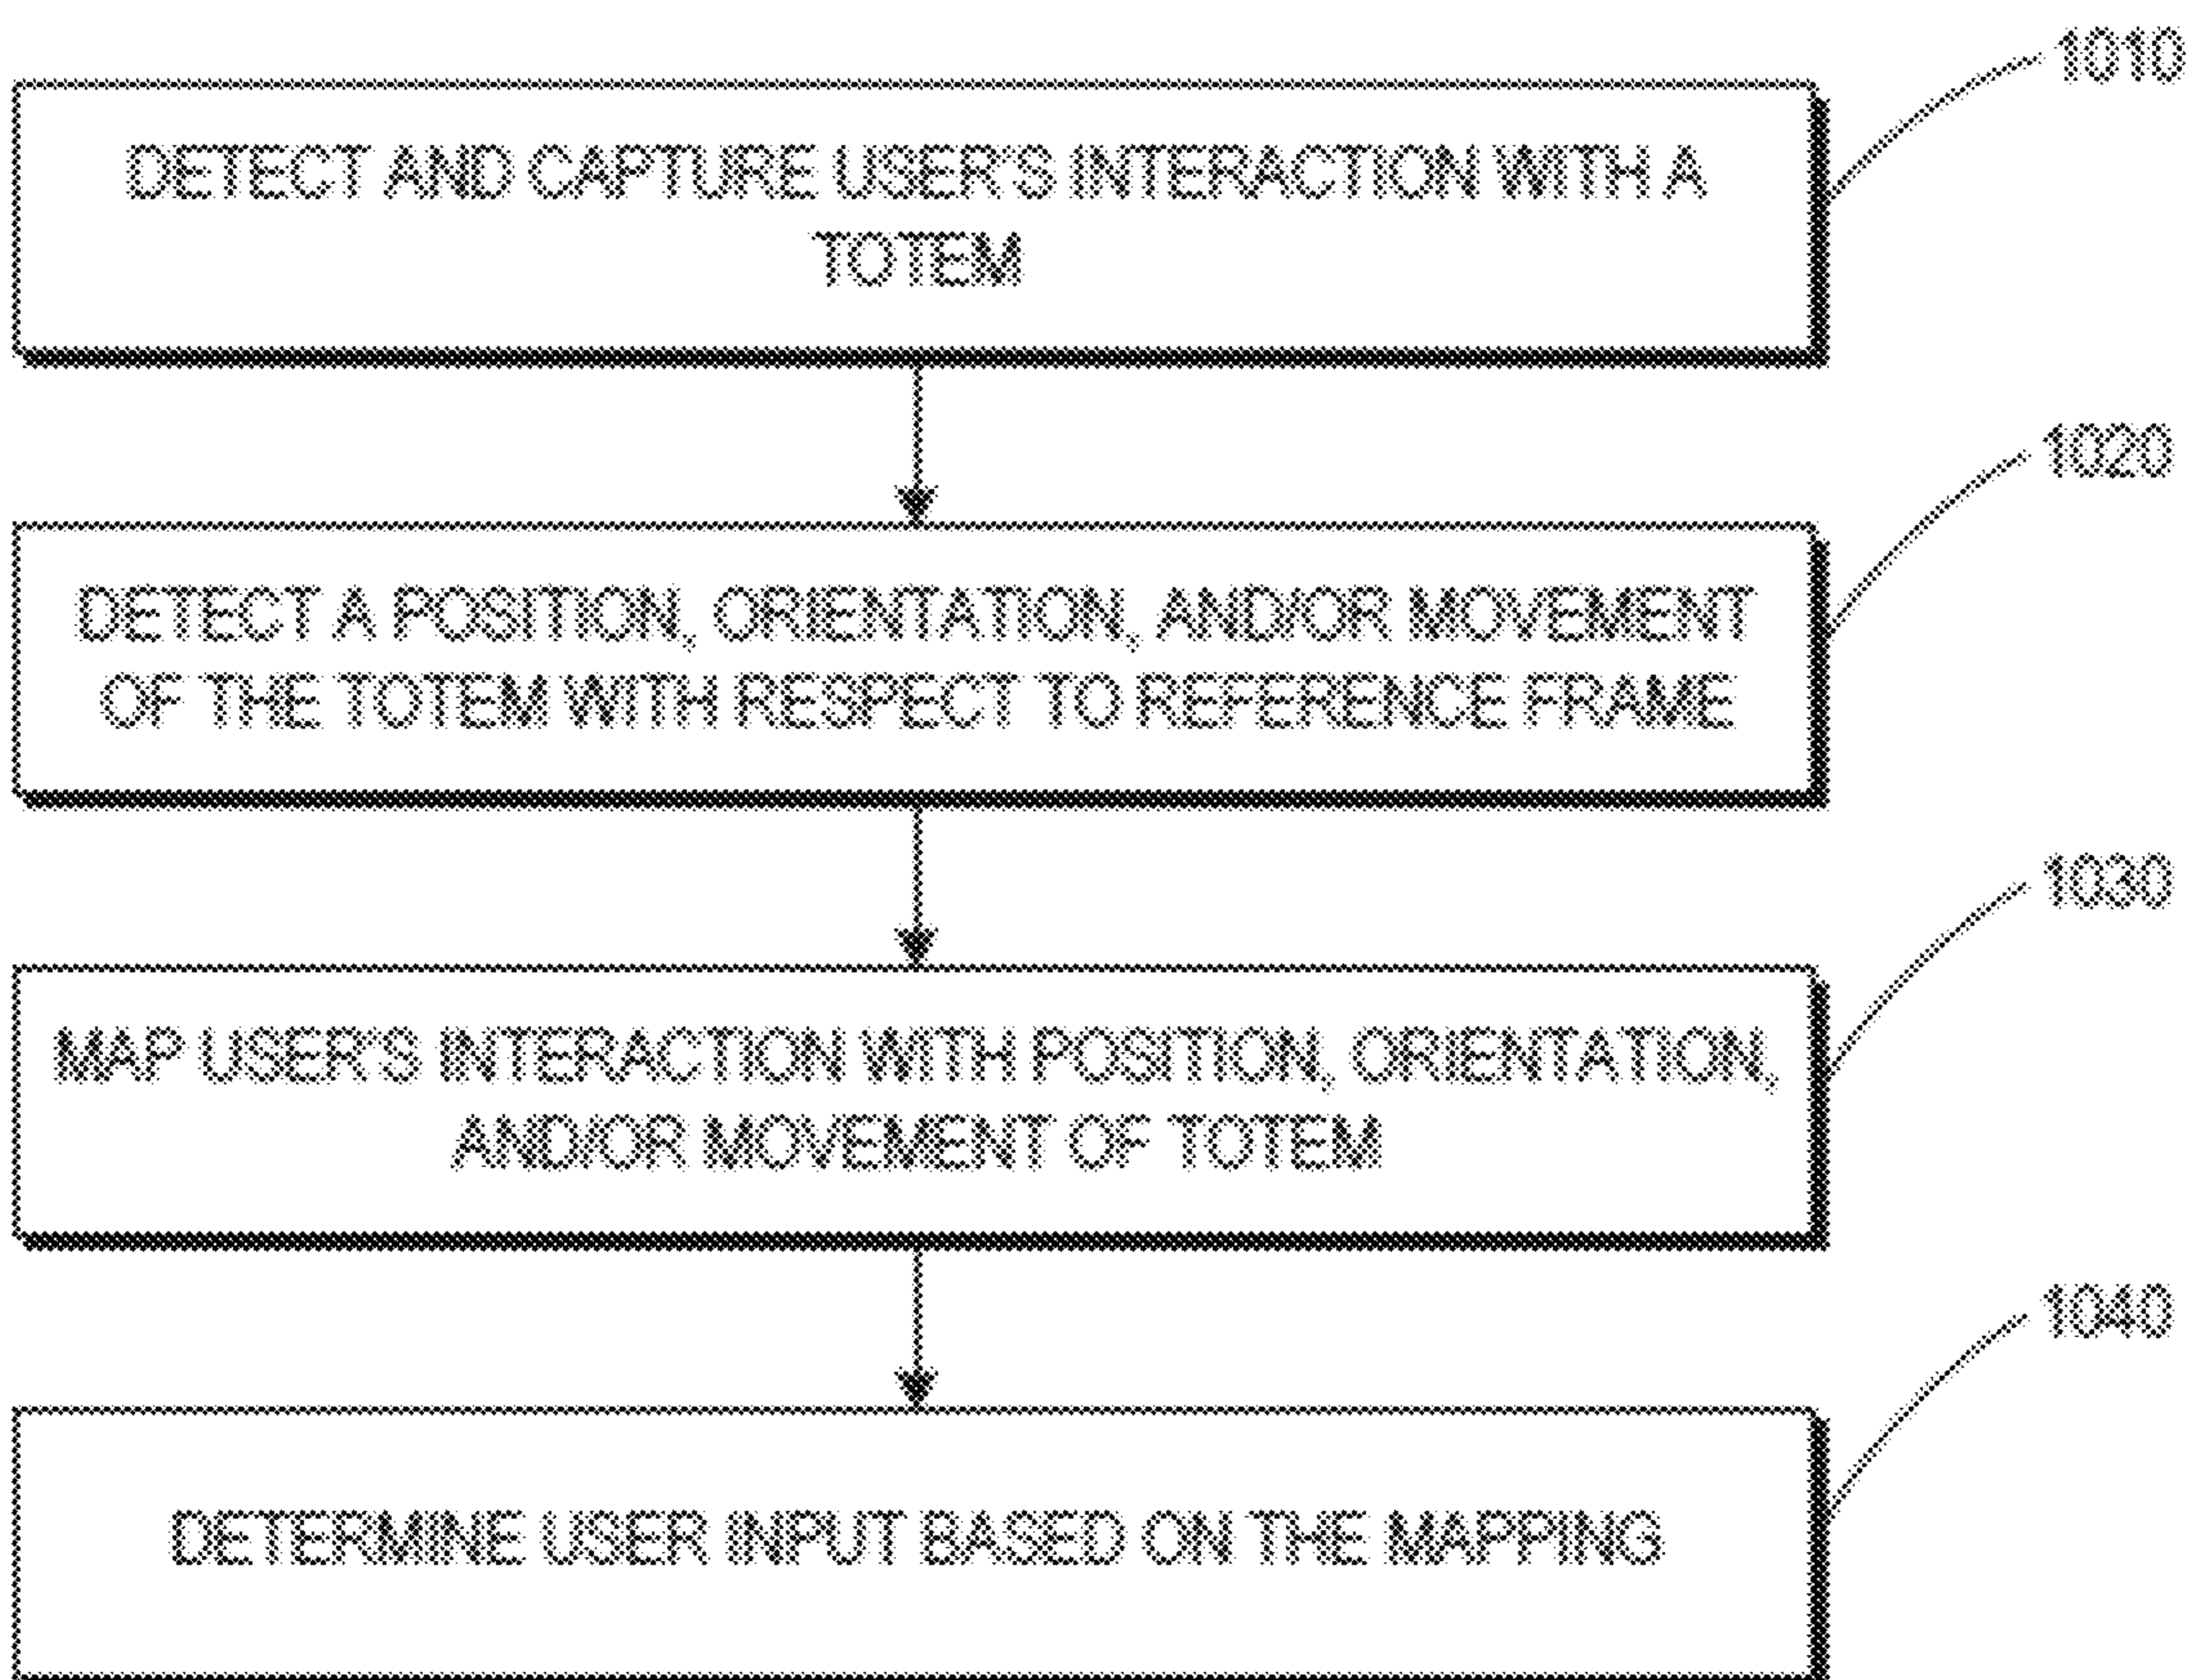 1010
DETECT AND CAPTURE USER'S INTERACTION WITH A
TOTEM
1020
DETECT A POSITION, ORIENTATION, AND/OR MOVEMENT
OF THE TOTEM WITH RESPECT TO REFERENCE FRAME
1030
MAP USER'S INTERACTION WITH POSITION, ORIENTATION,
AND/OR MOVEMENT OF TOTEM
1040
DETERMINE USER INPUT BASED ON THE MAPPING